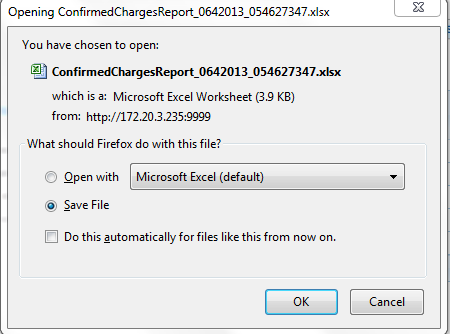 Opening ConfirmedChargesReport_0642013_054627347.xlsx
You have chosen to open:
ConfirmedChargesReport_0642013_054627347.xlsx
which is a: Microsoft Excel Worksheet (3.9 KB)
from: http://172.20.3.235:9999
What should Firefox do with this file?
Open with Microsoft Excel (default)
Save File
Do this automatically for files like this from now on.
OK Cancel